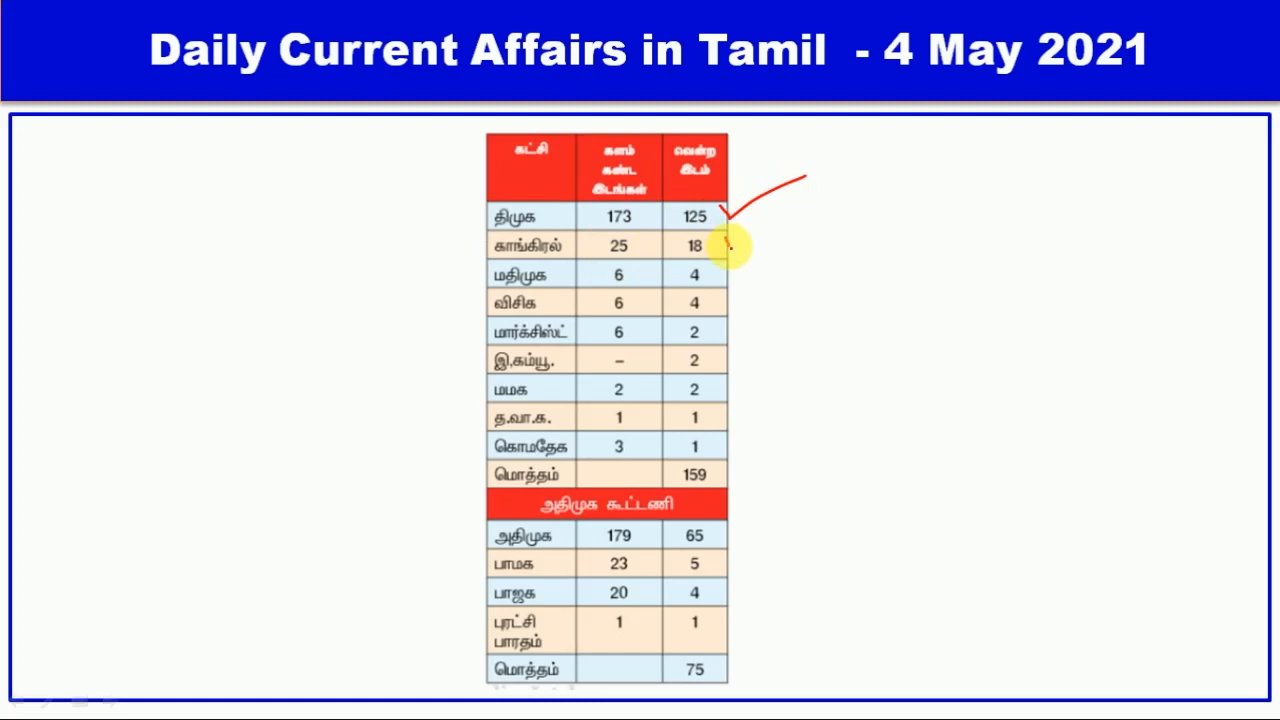 Daily Current Affairs in Tamil - 4 May 2021
கட்சி களம் கண்ட இடங்கள் வென்ற இடம்
திமுக 173 125
காங்கிரஸ் 25 18
மதிமுக 6 4
விசிக 6 4
மார்க்சிஸ்ட் 6 2
இ.கம்யூ. – 2
மமக 2 2
த.வா.க. 1 1
கொமதேக 3 1
மொத்தம் 159
அதிமுக கூட்டணி
அதிமுக 179 65
பாமக 23 5
பாஜக 20 4
புரட்சி பாரதம் 1 1
மொத்தம் 75